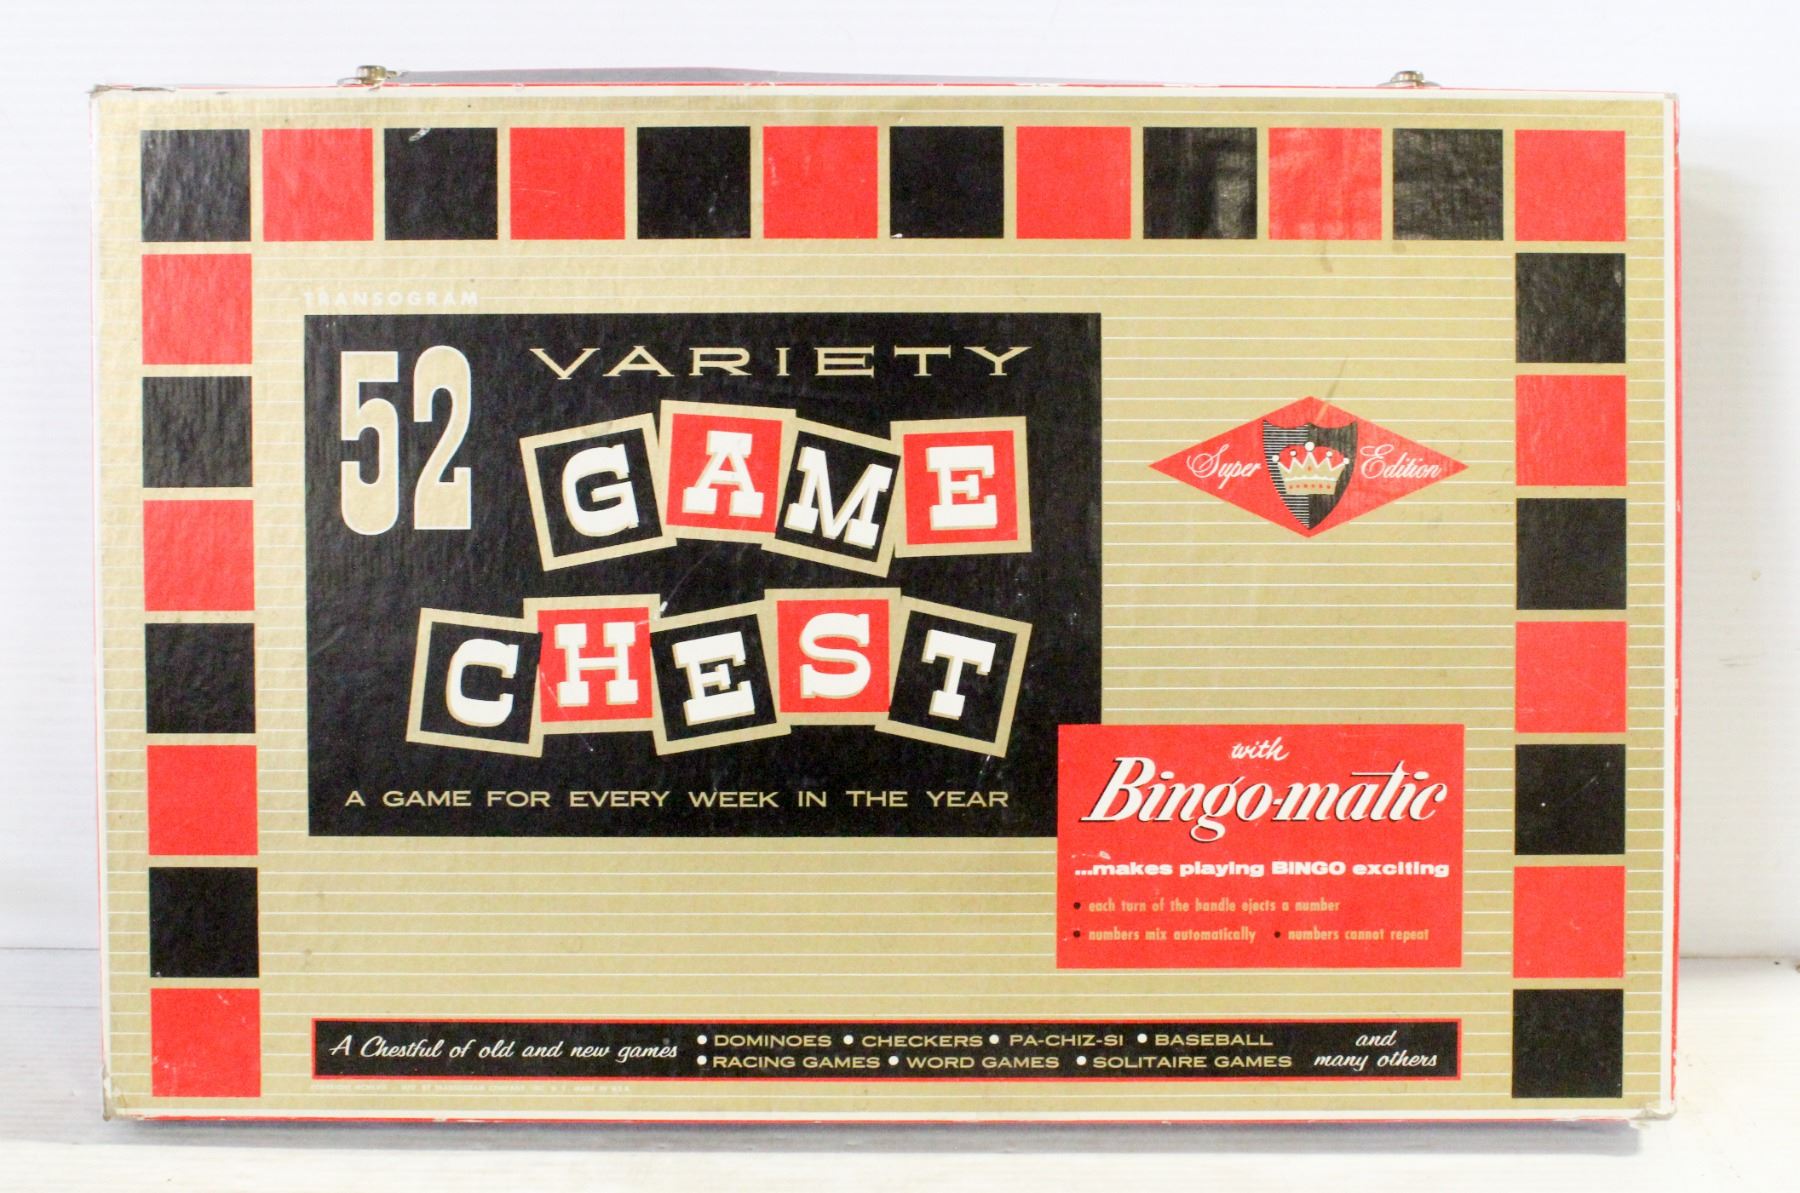 TRANSOGRAM
52 VARIETY
GAME
CHEST
A GAME FOR EVERY WEEK IN THE YEAR
Super Edition
with
Bingo-matic
...makes playing BINGO exciting
• each turn of the handle ejects a number
• numbers mix automatically • numbers cannot repeat
A Chestful of old and new games
• DOMINOES • CHECKERS • PA-CHIZ-SI • BASEBALL
• RACING GAMES • WORD GAMES • SOLITAIRE GAMES
and
many others